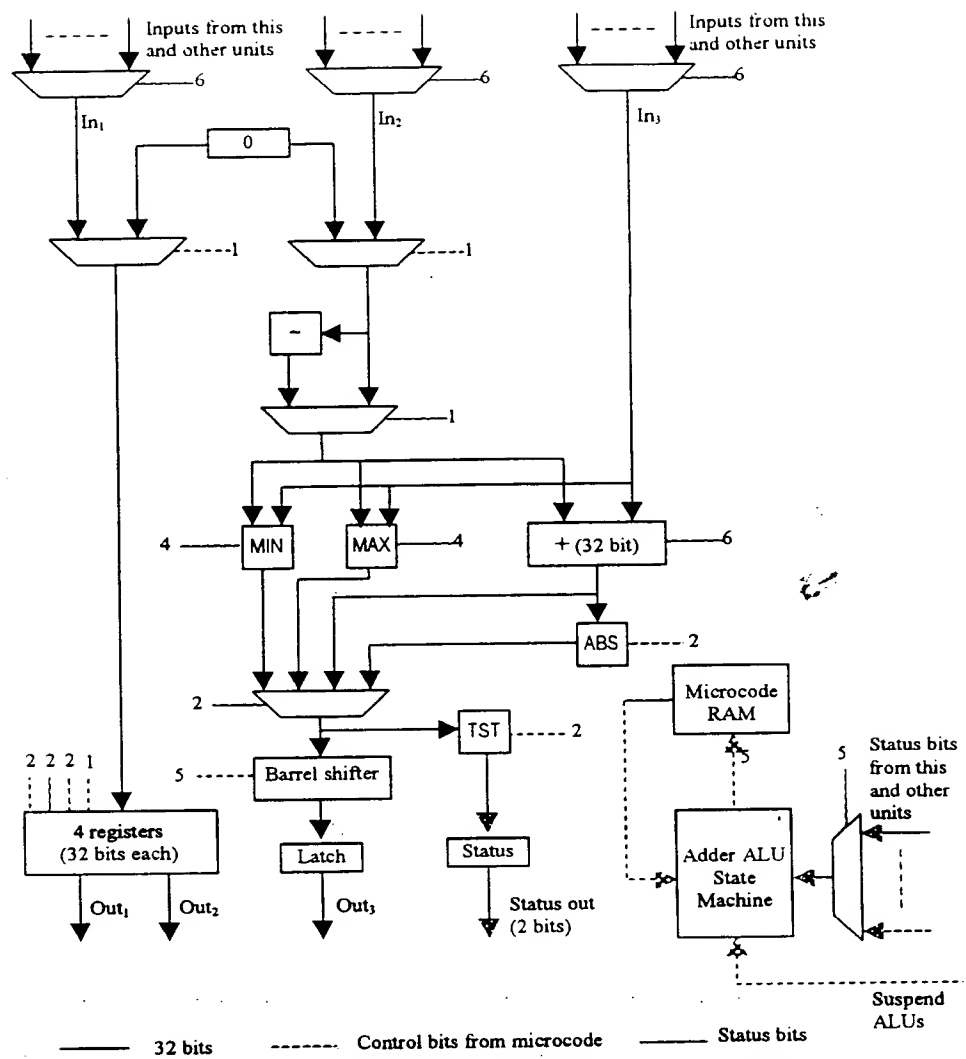 Inputs from this
and other units
Inputs from this
and other units
6
6
6
In₁
In₂
In₃
0
1
1
~
1
4
MIN
MAX
4
+ (32 bit)
6
ABS
2
2
TST
2
Microcode
RAM
5
Barrel shifter
5
5
Status bits
from this
and other
units
2
2
2
1
4 registers
(32 bits each)
Latch
Status
Adder ALU
State
Machine
Out₁
Out₂
Out₃
Status out
(2 bits)
Suspend
ALUs
32 bits
Control bits from microcode
Status bits